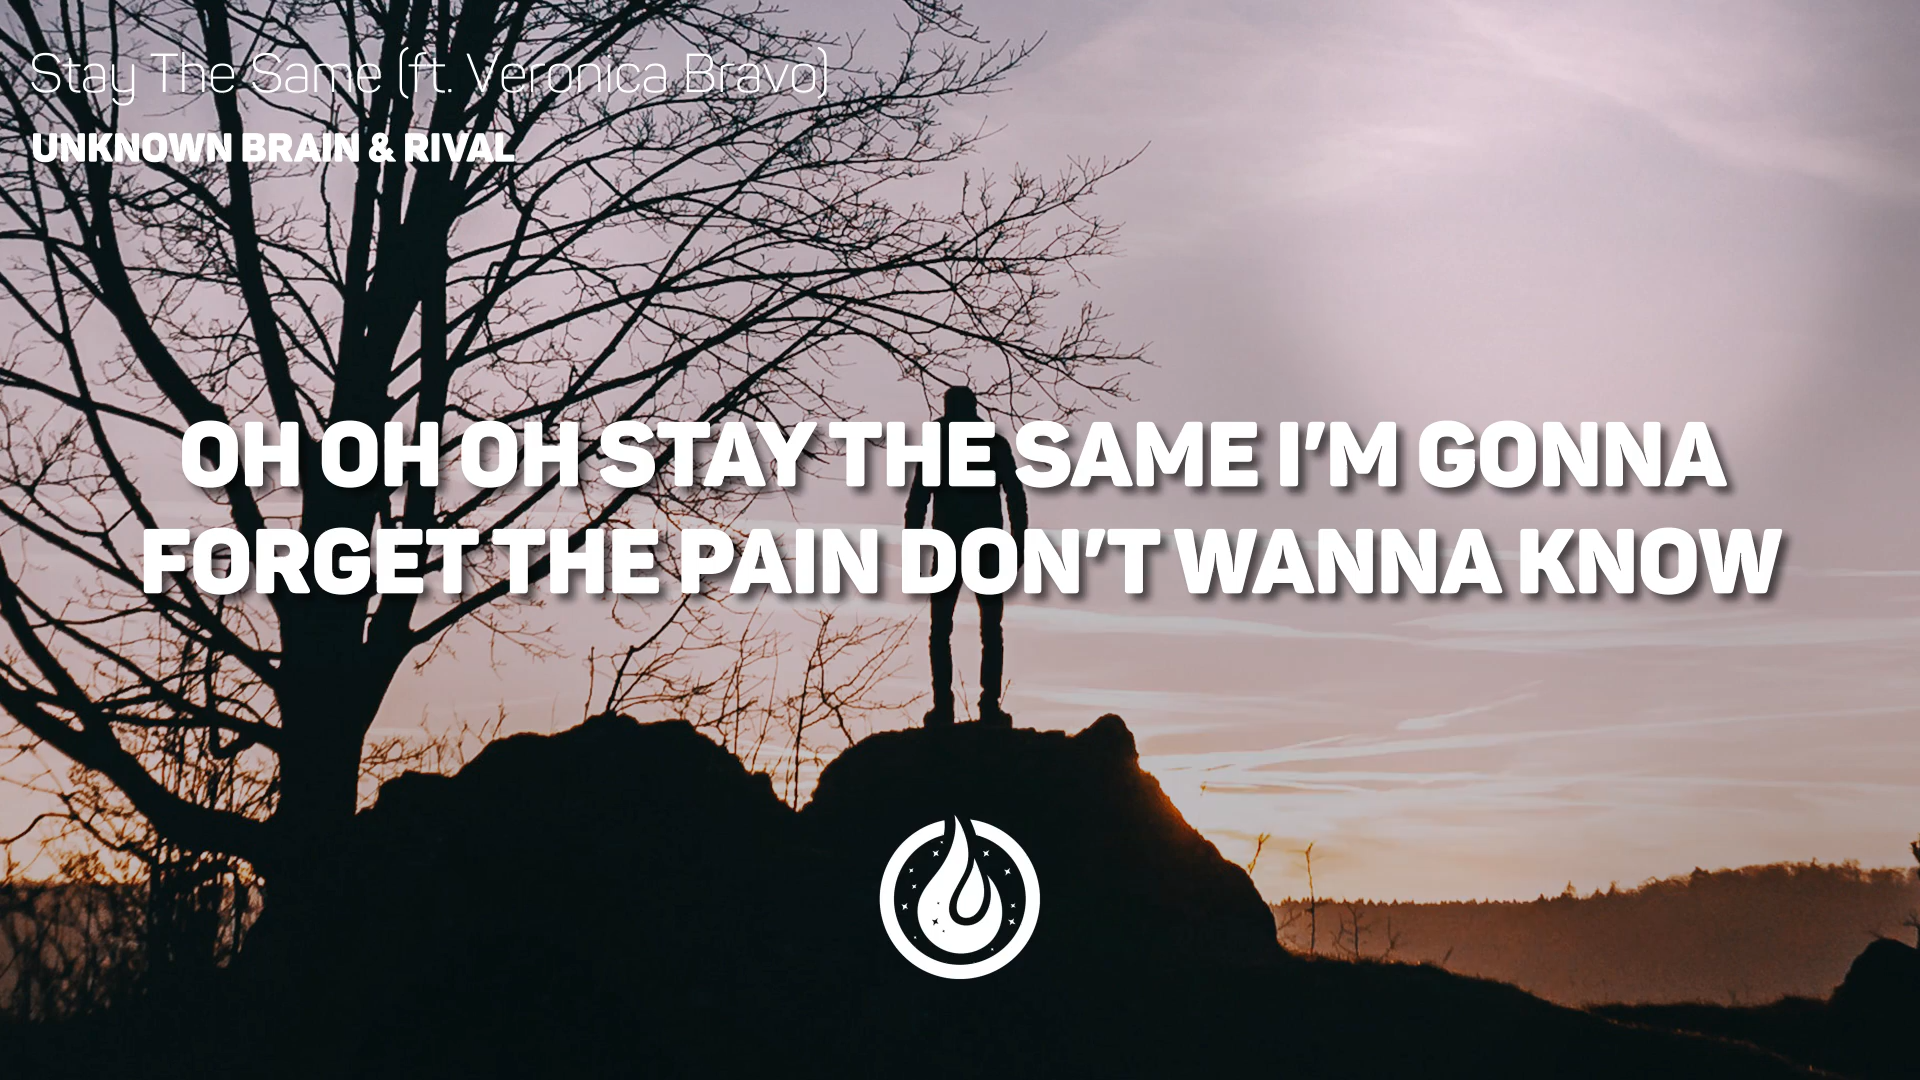 Stay The Same (ft. Veronica Bravo)
UNKNOWN BRAIN & RIVAL
OH OH OH STAY THE SAME I'M GONNA
FORGET THE PAIN DON'T WANNA KNOW